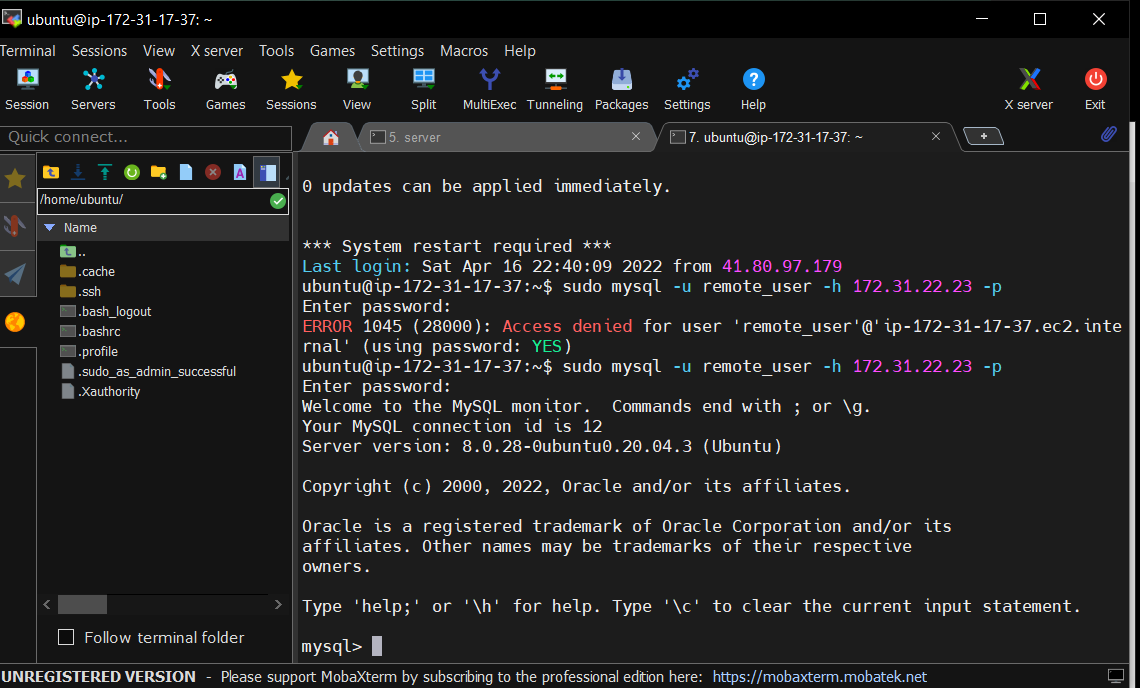 ubuntu@ip-172-31-17-37: ~
Terminal Sessions View X server Tools Games Settings Macros Help
Session Servers Tools Games Sessions View Split MultiExec Tunneling Packages Settings Help X server Exit
Quick connect...
5. server
7. ubuntu@ip-172-31-17-37: ~
/home/ubuntu/
Name
..
.cache
.ssh
.bash_logout
.bashrc
.profile
.sudo_as_admin_successful
.Xauthority
Follow terminal folder
0 updates can be applied immediately.
*** System restart required ***
Last login: Sat Apr 16 22:40:09 2022 from 41.80.97.179
ubuntu@ip-172-31-17-37:~$ sudo mysql -u remote_user -h 172.31.22.23 -p
Enter password:
ERROR 1045 (28000): Access denied for user 'remote_user'@'ip-172-31-17-37.ec2.inte
rnal' (using password: YES)
ubuntu@ip-172-31-17-37:~$ sudo mysql -u remote_user -h 172.31.22.23 -p
Enter password:
Welcome to the MySQL monitor.  Commands end with ; or \g.
Your MySQL connection id is 12
Server version: 8.0.28-0ubuntu0.20.04.3 (Ubuntu)
Copyright (c) 2000, 2022, Oracle and/or its affiliates.
Oracle is a registered trademark of Oracle Corporation and/or its
affiliates. Other names may be trademarks of their respective
owners.
Type 'help;' or '\h' for help. Type '\c' to clear the current input statement.
mysql>
UNREGISTERED VERSION - Please support MobaXterm by subscribing to the professional edition here: https://mobaxterm.mobatek.net